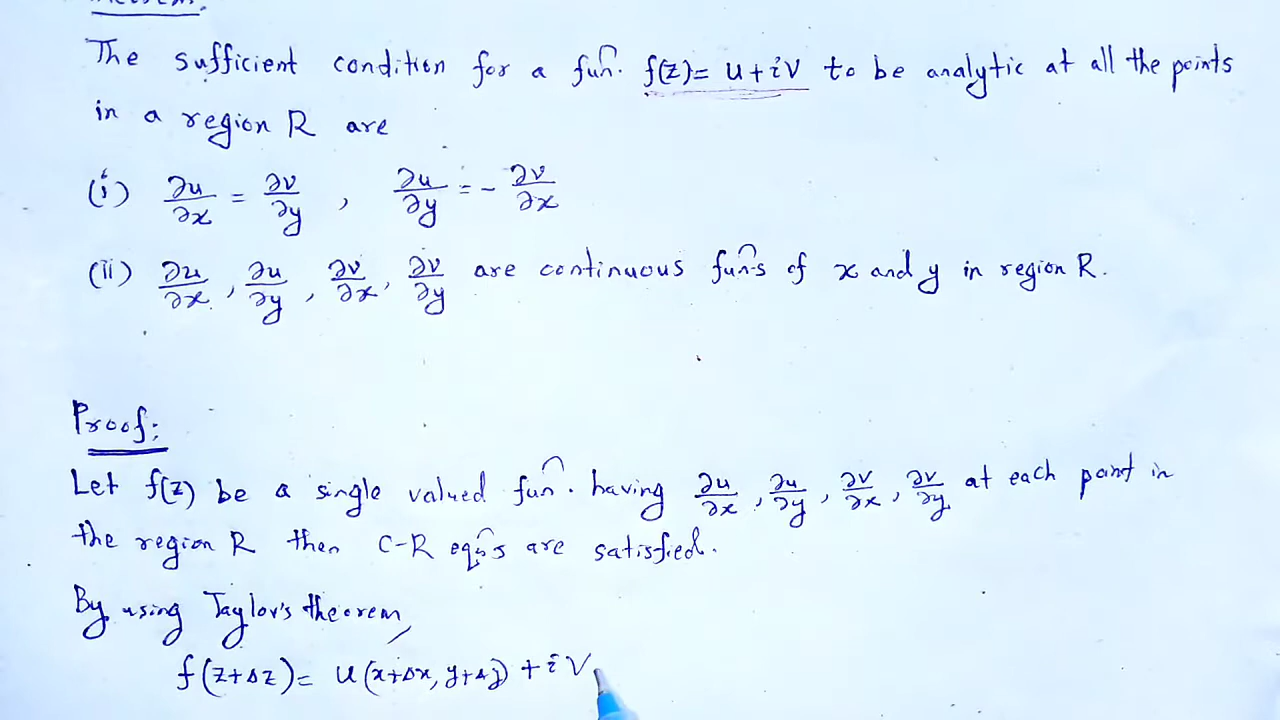 The sufficient condition for a fun. f(z) = u + iv to be analytic at all the points
in a region R are
(i) ∂u/∂x = ∂v/∂y , ∂u/∂y = - ∂v/∂x
(ii) ∂u/∂x , ∂u/∂y , ∂v/∂x , ∂v/∂y are continuous funs of x and y in region R.
Proof:
Let f(z) be a single valued fun. having ∂u/∂x , ∂u/∂y , ∂v/∂x , ∂v/∂y at each point in
the region R then C-R eqns are satisfied.
By using Taylor's theorem,
f(z+Δz) = u(x+Δx, y+Δy) + i v